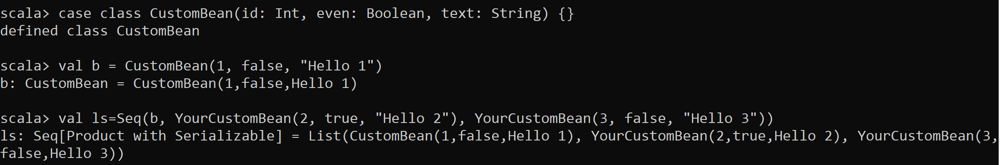 scala> case class CustomBean(id: Int, even: Boolean, text: String) {}
defined class CustomBean
scala> val b = CustomBean(1, false, "Hello 1")
b: CustomBean = CustomBean(1,false,Hello 1)
scala> val ls=Seq(b, YourCustomBean(2, true, "Hello 2"), YourCustomBean(3, false, "Hello 3"))
ls: Seq[Product with Serializable] = List(CustomBean(1,false,Hello 1), YourCustomBean(2,true,Hello 2), YourCustomBean(3,
false,Hello 3))